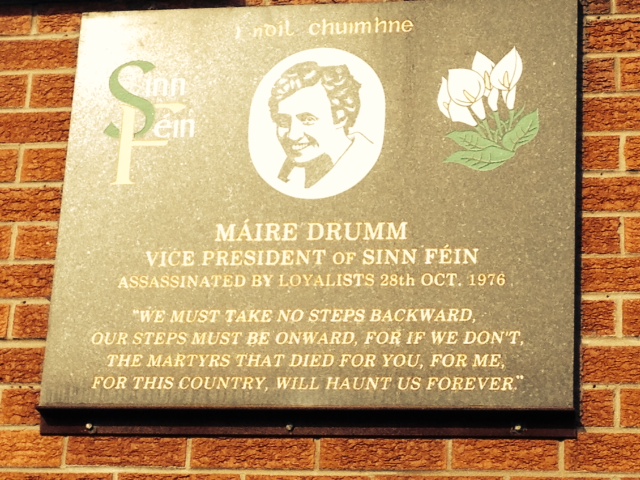 I nDíl Chuimhne
Sinn
Féin
MÁIRE DRUMM
VICE PRESIDENT OF SINN FÉIN
ASSASSINATED BY LOYALISTS 28th OCT. 1976
"WE MUST TAKE NO STEPS BACKWARD,
OUR STEPS MUST BE ONWARD, FOR IF WE DON'T,
THE MARTYRS THAT DIED FOR YOU, FOR ME,
FOR THIS COUNTRY, WILL HAUNT US FOREVER."